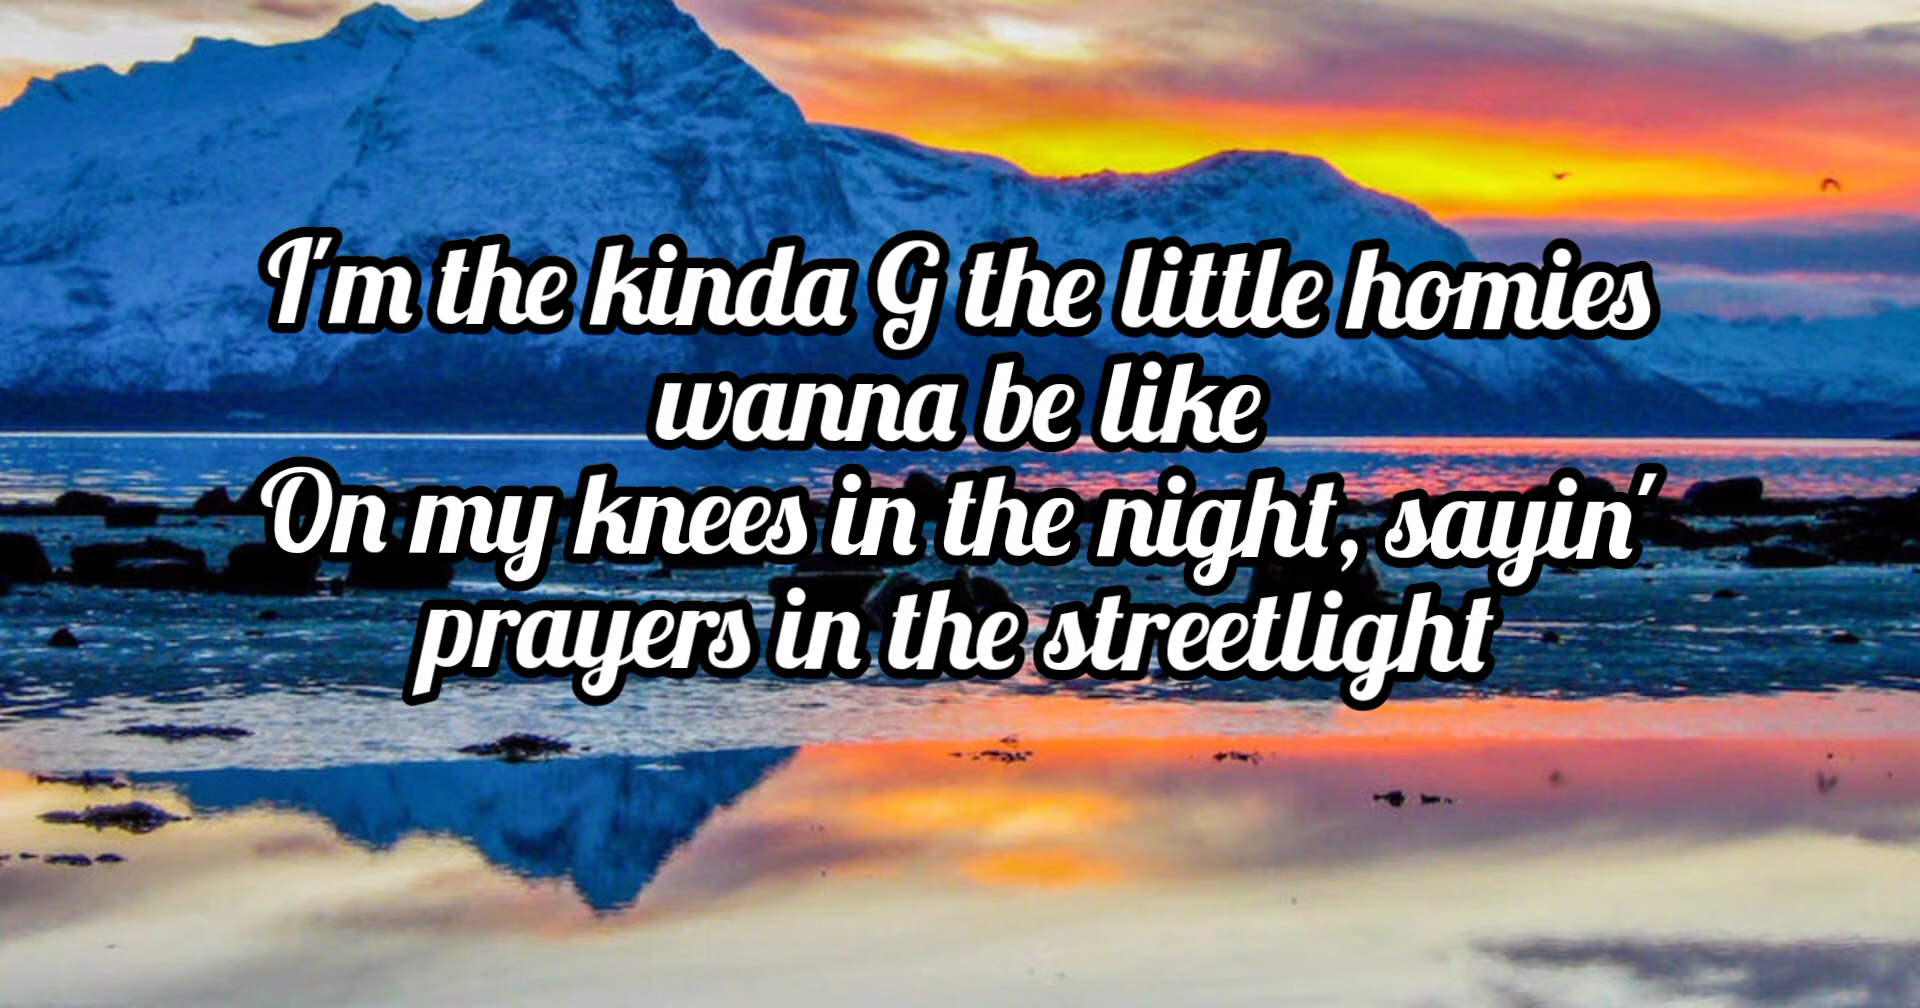 I'm the kinda G the little homies
wanna be like
On my knees in the night, sayin'
prayers in the streetlight